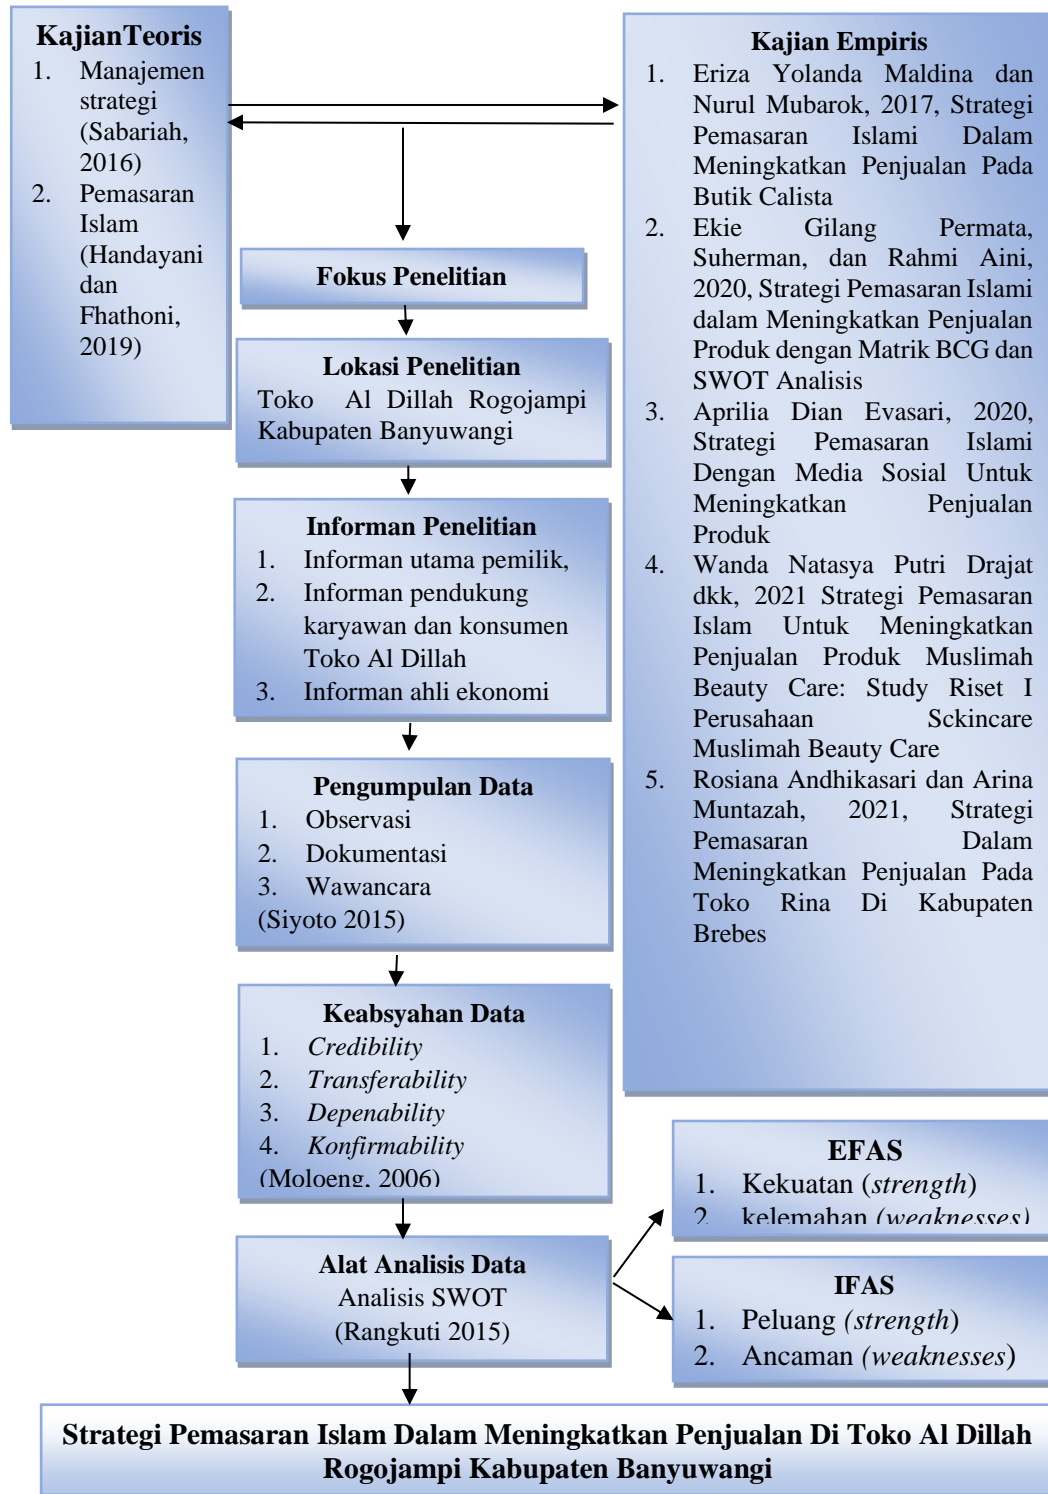 KajianTeoris
1. Manajemen
strategi
(Sabariah,
2016)
2. Pemasaran
Islam
(Handayani
dan
Fhathoni,
2019)
Kajian Empiris
1. Eriza Yolanda Maldina dan
Nurul Mubarok, 2017, Strategi
Pemasaran Islami Dalam
Meningkatkan Penjualan Pada
Butik Calista
2. Ekie Gilang Permata,
Suherman, dan Rahmi Aini,
2020, Strategi Pemasaran Islami
dalam Meningkatkan Penjualan
Produk dengan Matrik BCG dan
SWOT Analisis
3. Aprilia Dian Evasari, 2020,
Strategi Pemasaran Islami
Dengan Media Sosial Untuk
Meningkatkan Penjualan
Produk
4. Wanda Natasya Putri Drajat
dkk, 2021 Strategi Pemasaran
Islam Untuk Meningkatkan
Penjualan Produk Muslimah
Beauty Care: Study Riset I
Perusahaan Sckincare
Muslimah Beauty Care
5. Rosiana Andhikasari dan Arina
Muntazah, 2021, Strategi
Pemasaran Dalam
Meningkatkan Penjualan Pada
Toko Rina Di Kabupaten
Brebes
Fokus Penelitian
Lokasi Penelitian
Toko Al Dillah Rogojampi
Kabupaten Banyuwangi
Informan Penelitian
1. Informan utama pemilik,
2. Informan pendukung
karyawan dan konsumen
Toko Al Dillah
3. Informan ahli ekonomi
Pengumpulan Data
1. Observasi
2. Dokumentasi
3. Wawancara
(Siyoto 2015)
Keabsyahan Data
1. Credibility
2. Transferability
3. Depenability
4. Konfirmability
(Moloeng, 2006)
Alat Analisis Data
Analisis SWOT
(Rangkuti 2015)
EFAS
1. Kekuatan (strength)
2. kelemahan (weaknesses)
IFAS
1. Peluang (strength)
2. Ancaman (weaknesses)
Strategi Pemasaran Islam Dalam Meningkatkan Penjualan Di Toko Al Dillah
Rogojampi Kabupaten Banyuwangi